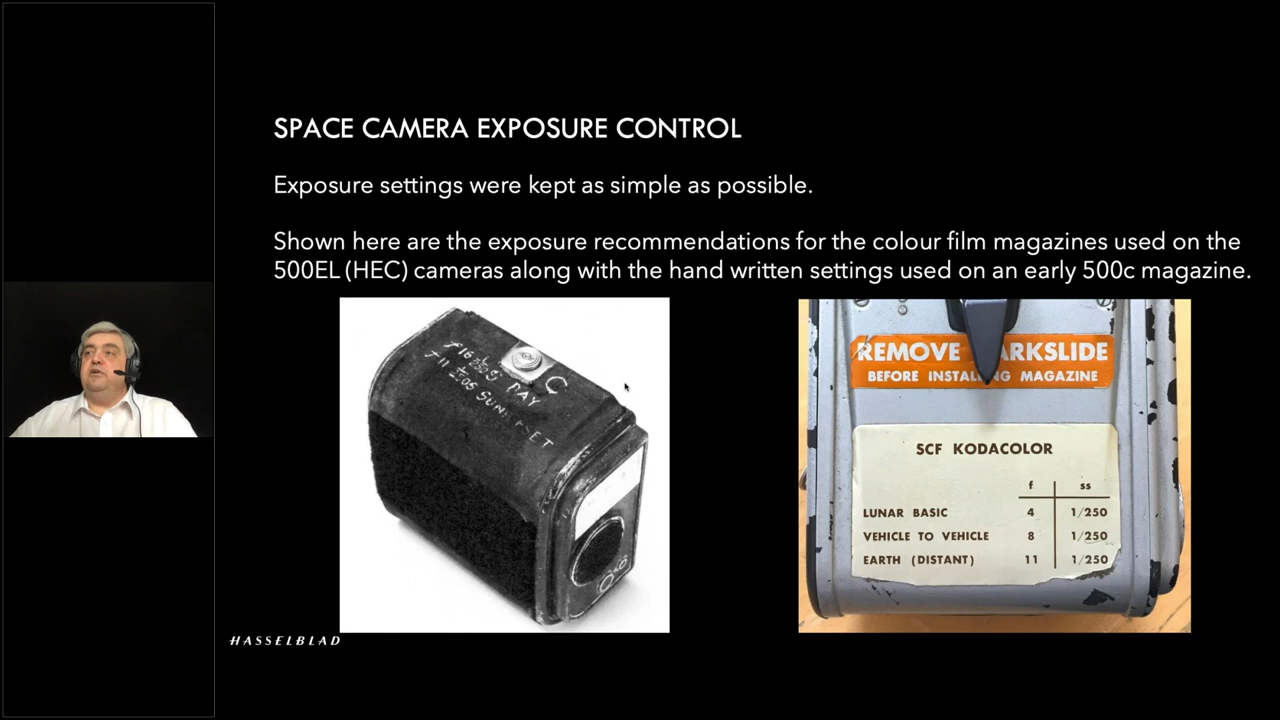 SPACE CAMERA EXPOSURE CONTROL
Exposure settings were kept as simple as possible.
Shown here are the exposure recommendations for the colour film magazines used on the
500EL (HEC) cameras along with the hand written settings used on an early 500c magazine.
DAY
C
REMOVE
BEFORE MAGAZINE
SCF KODACOLOR
f ss
LUNAR BASIC 4 1/250
VEHICLE TO VEHICLE 8 1/250
EARTH (DISTANT) 11 1/250
HASSELBLAD